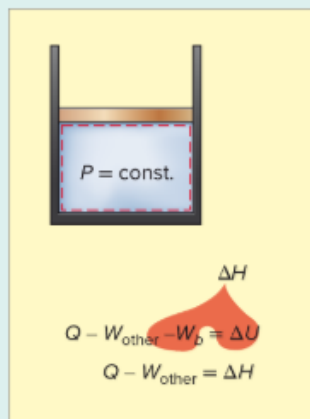 P = const.
ΔH
Q – W_other –W_b = ΔU
Q – W_other = ΔH